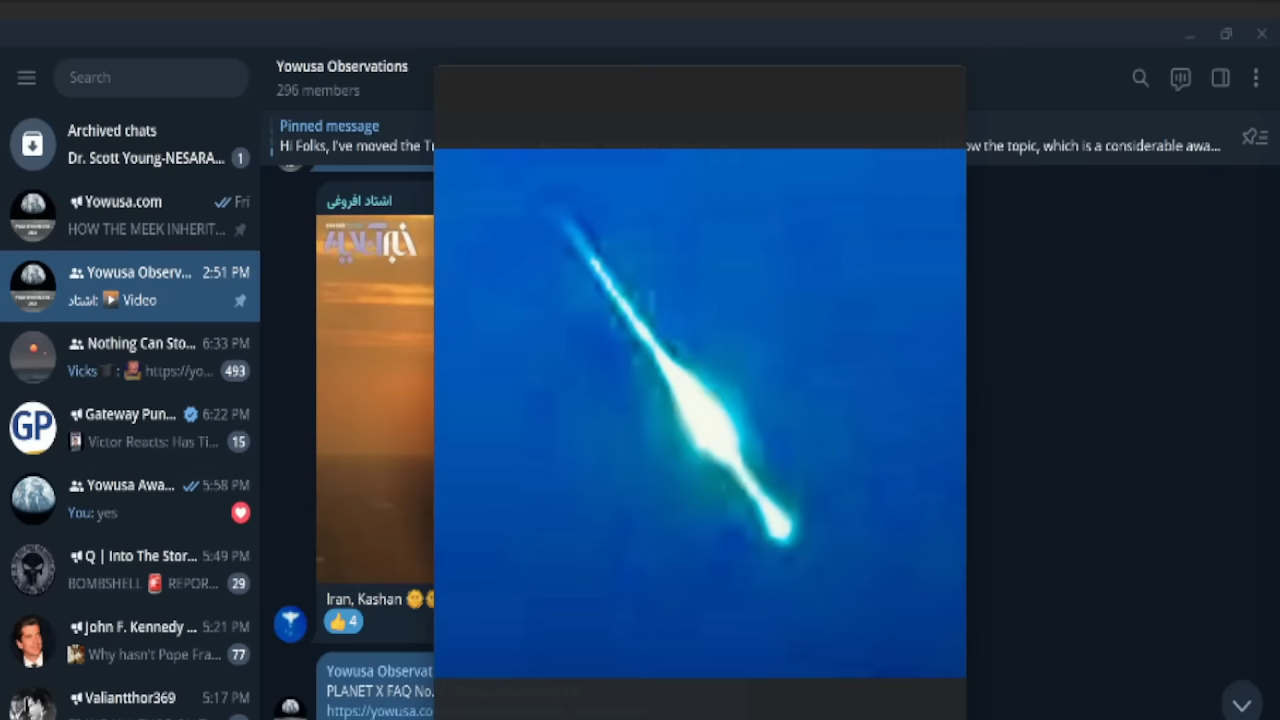 Search
Archived chats
Dr. Scott Young-NESARA...
1
Yowusa.com
Fri
HOW THE MEEK INHERIT...
Yowusa Observ...
2:51 PM
اشتاد:
Video
Nothing Can Sto...
6:33 PM
Vicks
: https://yo...
493
GP
Gateway Pun...
6:22 PM
Victor Reacts: Has Ti...
15
Yowusa Awa...
5:58 PM
You: yes
Q | Into The Stor...
5:49 PM
BOMBSHELL 🚨 REPOR...
29
John F. Kennedy ...
5:21 PM
Why hasn't Pope Fra...
77
Valiantthor369
5:17 PM
Yowusa Observations
296 members
Pinned message
Hi Folks, I've moved the
ow the topic, which is a considerable awa...
اشتاد افروغی
Iran, Kashan 🌞
👍 4
Yowusa Observat
PLANET X FAQ No.
https://yowusa.co